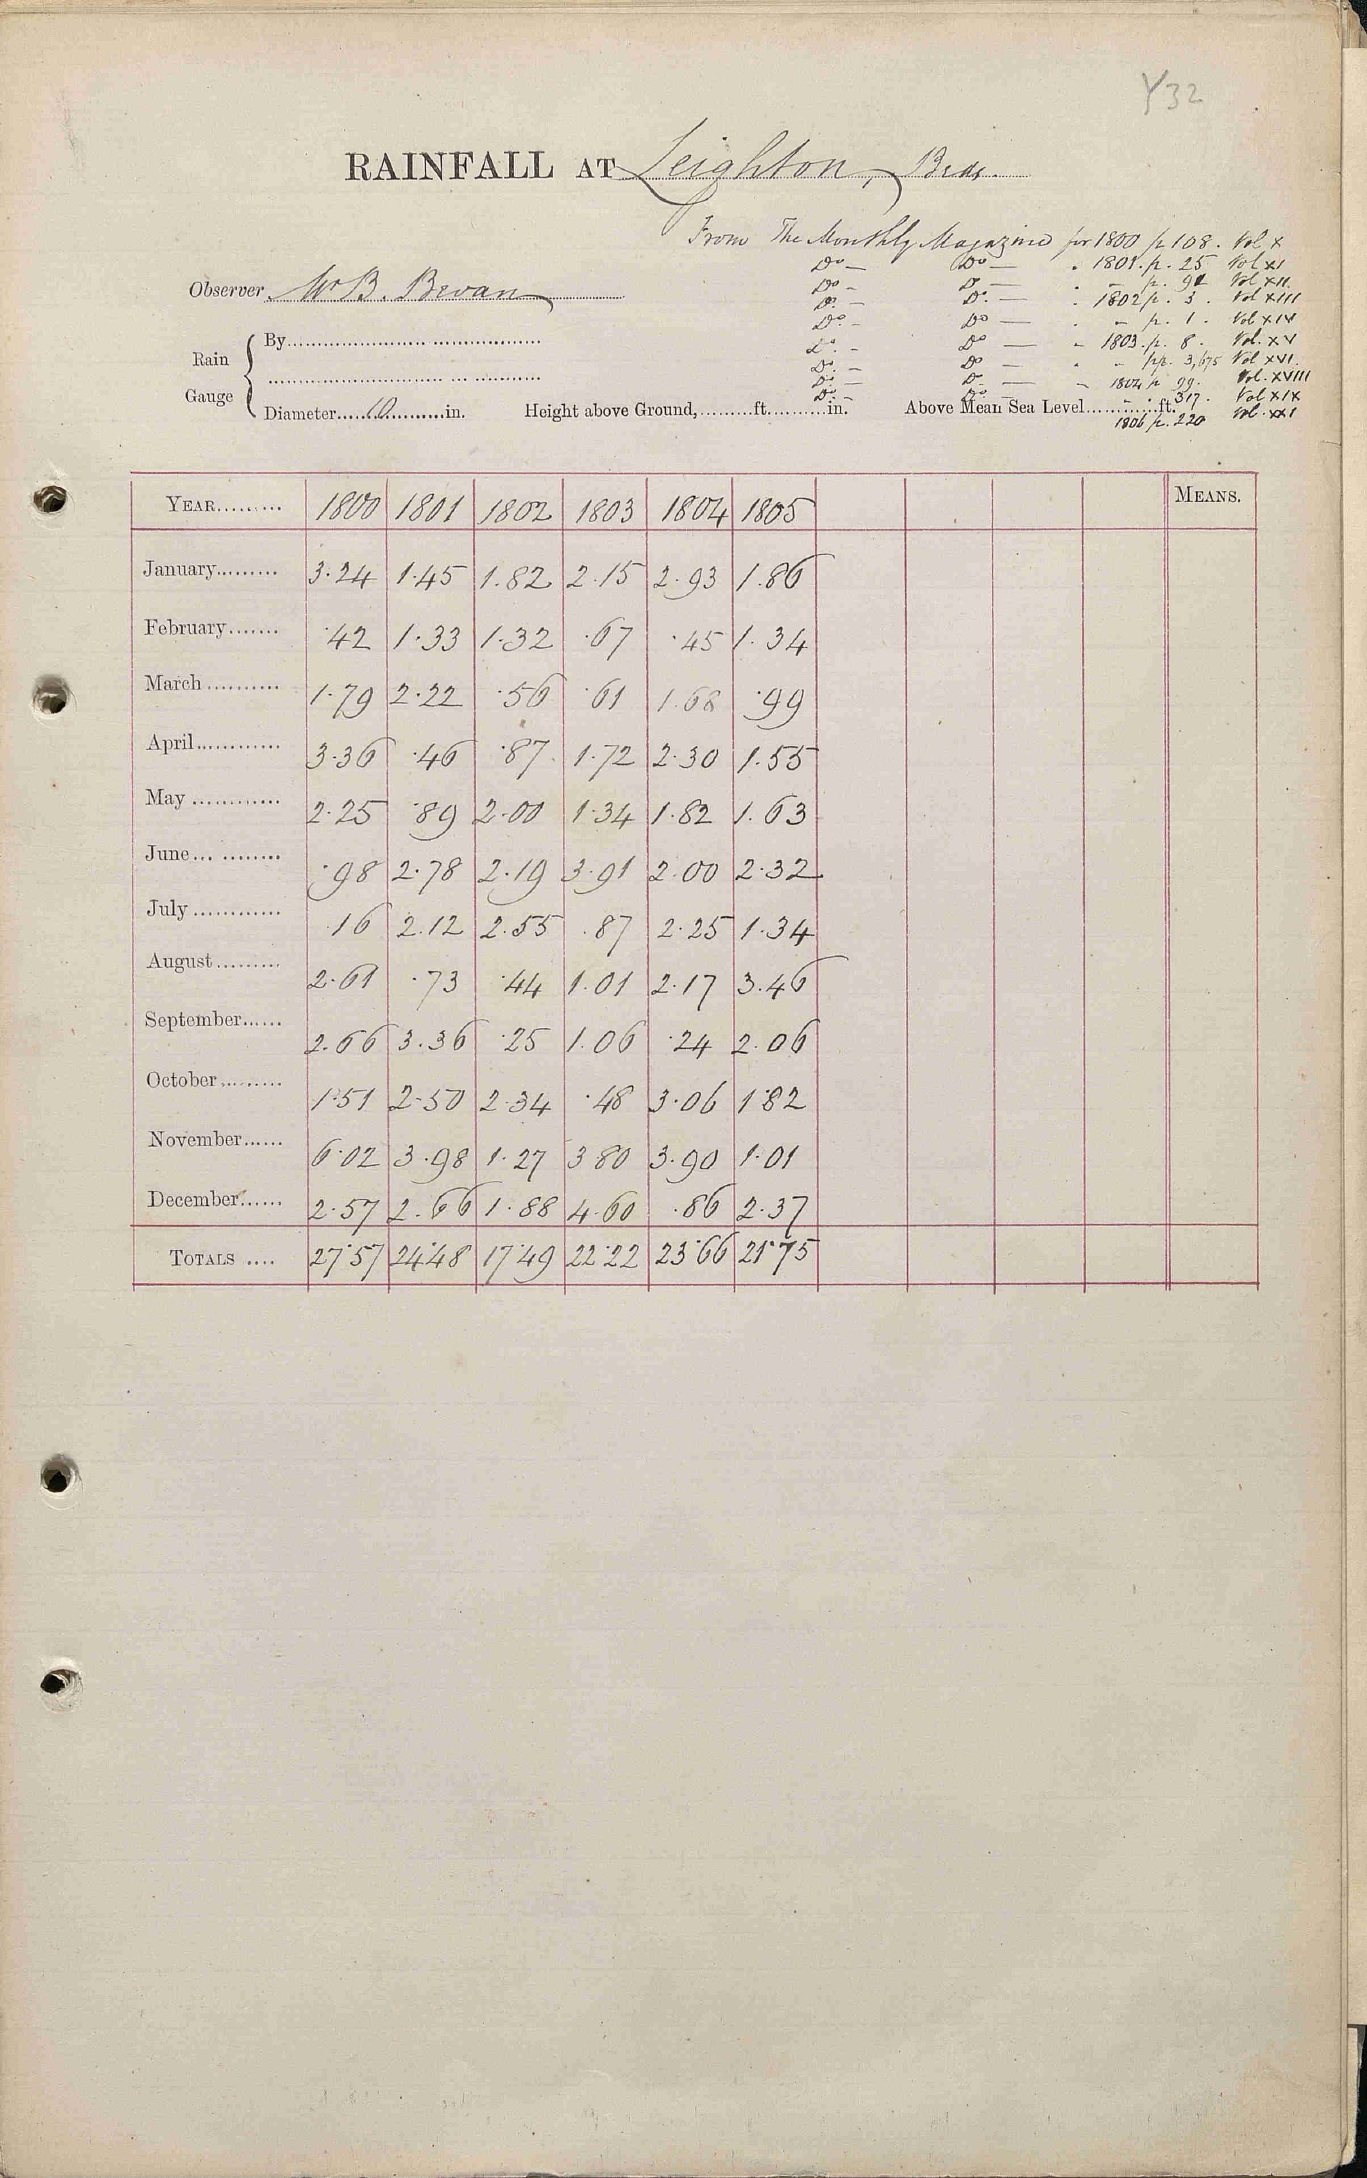 Y32
RAINFALL AT Leighton, Beds.
From The Monthly Magazine for 1800 p 108. Vol X
Do — Do — . 1801. p. 25 Vol XI
Do - Do — . - p. 92 Vol XII
Do. - Do. — . 1802 p. 3. Vol XIII
Do. - Do — . - p. 1. Vol XIV
Do. - Do — - 1803. p. 8. Vol. XV
Do. - Do — . - pp. 3, 675 Vol XVI
Do. — Do. — - 1804 p 99. Vol. XVIII
Do. - Do. - - . 317. Vol XIX
1806 p. 220 Vol. XXI
Observer Mr B. Bevan
Rain Gauge
By
Diameter 10 in. Height above Ground, ft. in. Above Mean Sea Level ft.
YEAR 1800 1801 1802 1803 1804 1805 MEANS.
January 3.24 1.45 1.82 2.15 2.93 1.86
February .42 1.33 1.32 .67 .45 1.34
March 1.79 2.22 .56 .61 1.68 .99
April 3.36 .46 .87 1.72 2.30 1.55
May 2.25 .89 2.00 1.34 1.82 1.63
June .98 2.78 2.19 3.91 2.00 2.32
July .16 2.12 2.55 .87 2.25 1.34
August 2.61 .73 .44 1.01 2.17 3.46
September 2.66 3.36 .25 1.06 .24 2.06
October 1.51 2.50 2.34 .48 3.06 1.82
November 6.02 3.98 1.27 3 80 3.90 1.01
December 2.57 2.66 1.88 4.60 .86 2.37
TOTALS 27.57 24.48 17.49 22.22 23.66 21.75